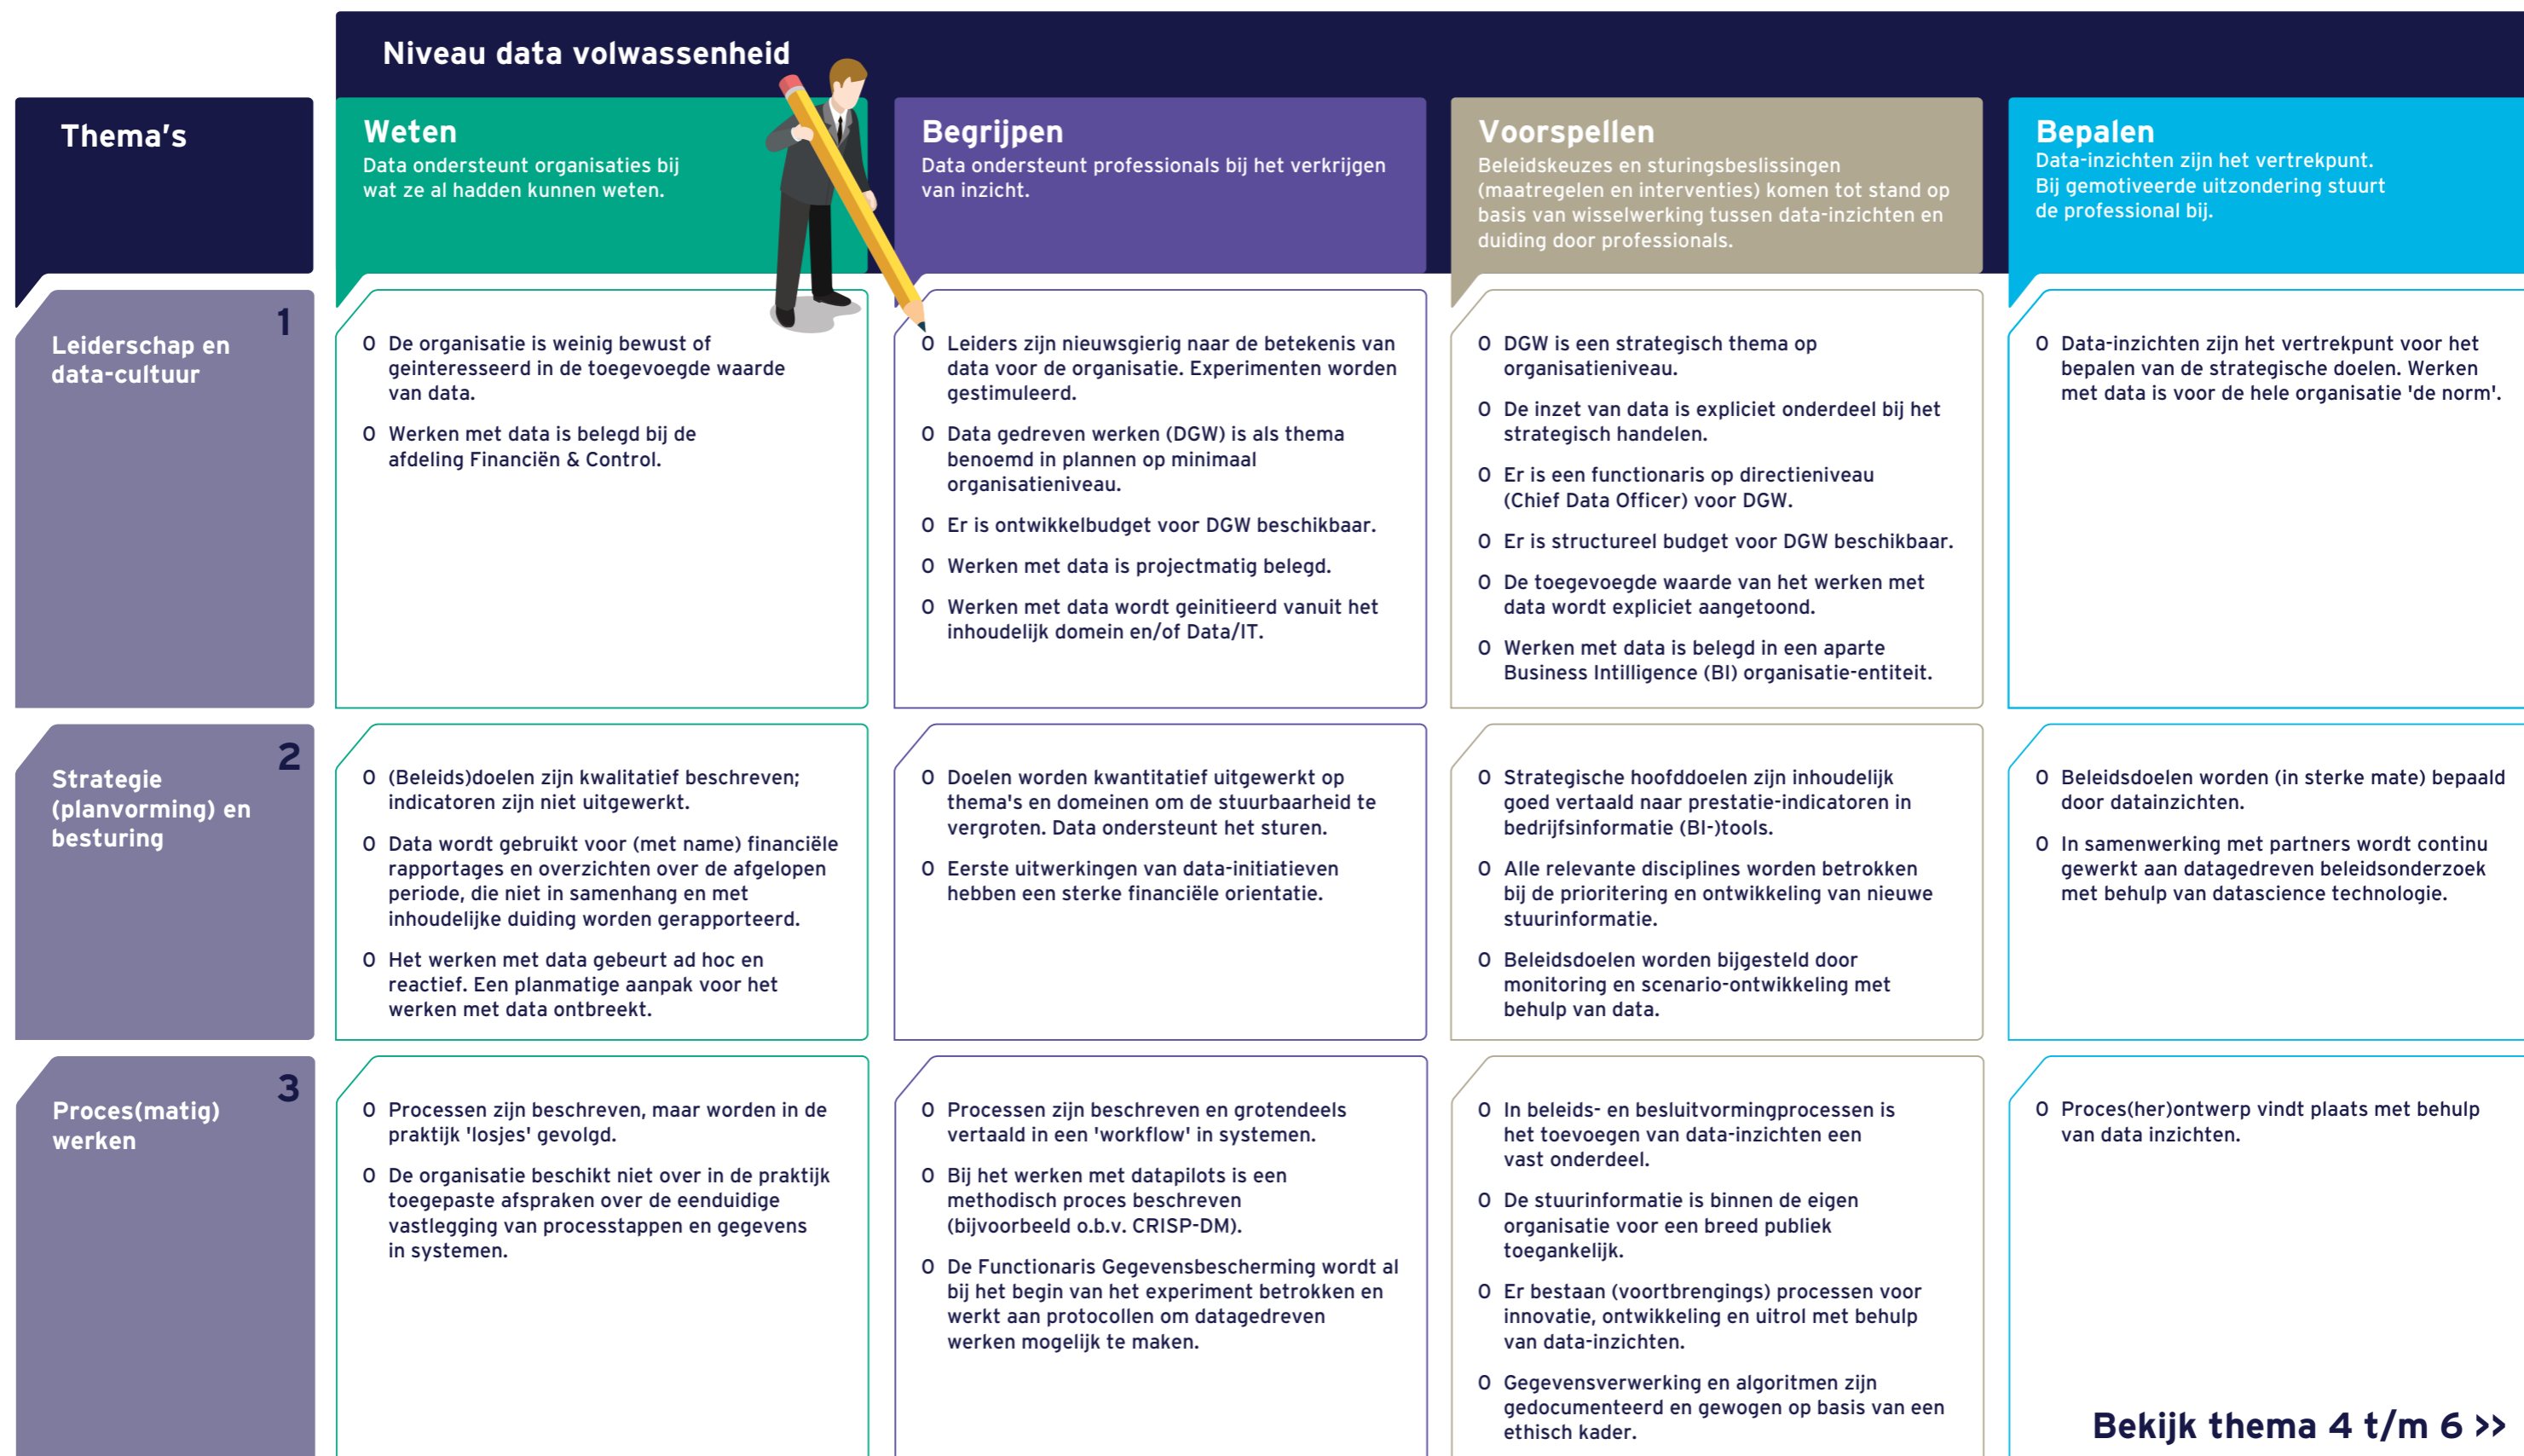 Niveau data volwassenheid
Thema's
Weten
Data ondersteunt organisaties bij
wat ze al hadden kunnen weten.
Begrijpen
Data ondersteunt professionals bij het verkrijgen
van inzicht.
Voorspellen
Beleidskeuzes en sturingsbeslissingen
(maatregelen en interventies) komen tot stand op
basis van wisselwerking tussen data-inzichten en
duiding door professionals.
Bepalen
Data-inzichten zijn het vertrekpunt.
Bij gemotiveerde uitzondering stuurt
de professional bij.
1
Leiderschap en
data-cultuur
O De organisatie is weinig bewust of
geinteresseerd in de toegevoegde waarde
van data.
O Werken met data is belegd bij de
afdeling Financiën & Control.
O Leiders zijn nieuwsgierig naar de betekenis van
data voor de organisatie. Experimenten worden
gestimuleerd.
O Data gedreven werken (DGW) is als thema
benoemd in plannen op minimaal
organisatieniveau.
O Er is ontwikkelbudget voor DGW beschikbaar.
O Werken met data is projectmatig belegd.
O Werken met data wordt geinitieerd vanuit het
inhoudelijk domein en/of Data/IT.
O DGW is een strategisch thema op
organisatieniveau.
O De inzet van data is expliciet onderdeel bij het
strategisch handelen.
O Er is een functionaris op directieniveau
(Chief Data Officer) voor DGW.
O Er is structureel budget voor DGW beschikbaar.
O De toegevoegde waarde van het werken met
data wordt expliciet aangetoond.
O Werken met data is belegd in een aparte
Business Intilligence (BI) organisatie-entiteit.
O Data-inzichten zijn het vertrekpunt voor het
bepalen van de strategische doelen. Werken
met data is voor de hele organisatie 'de norm'.
2
Strategie
(planvorming) en
besturing
O (Beleids)doelen zijn kwalitatief beschreven;
indicatoren zijn niet uitgewerkt.
O Data wordt gebruikt voor (met name) financiële
rapportages en overzichten over de afgelopen
periode, die niet in samenhang en met
inhoudelijke duiding worden gerapporteerd.
O Het werken met data gebeurt ad hoc en
reactief. Een planmatige aanpak voor het
werken met data ontbreekt.
O Doelen worden kwantitatief uitgewerkt op
thema's en domeinen om de stuurbaarheid te
vergroten. Data ondersteunt het sturen.
O Eerste uitwerkingen van data-initiatieven
hebben een sterke financiële orientatie.
O Strategische hoofddoelen zijn inhoudelijk
goed vertaald naar prestatie-indicatoren in
bedrijfsinformatie (BI-)tools.
O Alle relevante disciplines worden betrokken
bij de prioritering en ontwikkeling van nieuwe
stuurinformatie.
O Beleidsdoelen worden bijgesteld door
monitoring en scenario-ontwikkeling met
behulp van data.
O Beleidsdoelen worden (in sterke mate) bepaald
door datainzichten.
O In samenwerking met partners wordt continu
gewerkt aan datagedreven beleidsonderzoek
met behulp van datascience technologie.
3
Proces(matig)
werken
O Processen zijn beschreven, maar worden in de
praktijk 'losjes' gevolgd.
O De organisatie beschikt niet over in de praktijk
toegepaste afspraken over de eenduidige
vastlegging van processtappen en gegevens
in systemen.
O Processen zijn beschreven en grotendeels
vertaald in een 'workflow' in systemen.
O Bij het werken met datapilots is een
methodisch proces beschreven
(bijvoorbeeld o.b.v. CRISP-DM).
O De Functionaris Gegevensbescherming wordt al
bij het begin van het experiment betrokken en
werkt aan protocollen om datagedreven
werken mogelijk te maken.
O In beleids- en besluitvormingprocessen is
het toevoegen van data-inzichten een
vast onderdeel.
O De stuurinformatie is binnen de eigen
organisatie voor een breed publiek
toegankelijk.
O Er bestaan (voortbrengings) processen voor
innovatie, ontwikkeling en uitrol met behulp
van data-inzichten.
O Gegevensverwerking en algoritmen zijn
gedocumenteerd en gewogen op basis van een
ethisch kader.
O Proces(her)ontwerp vindt plaats met behulp
van data inzichten.
Bekijk thema 4 t/m 6 >>